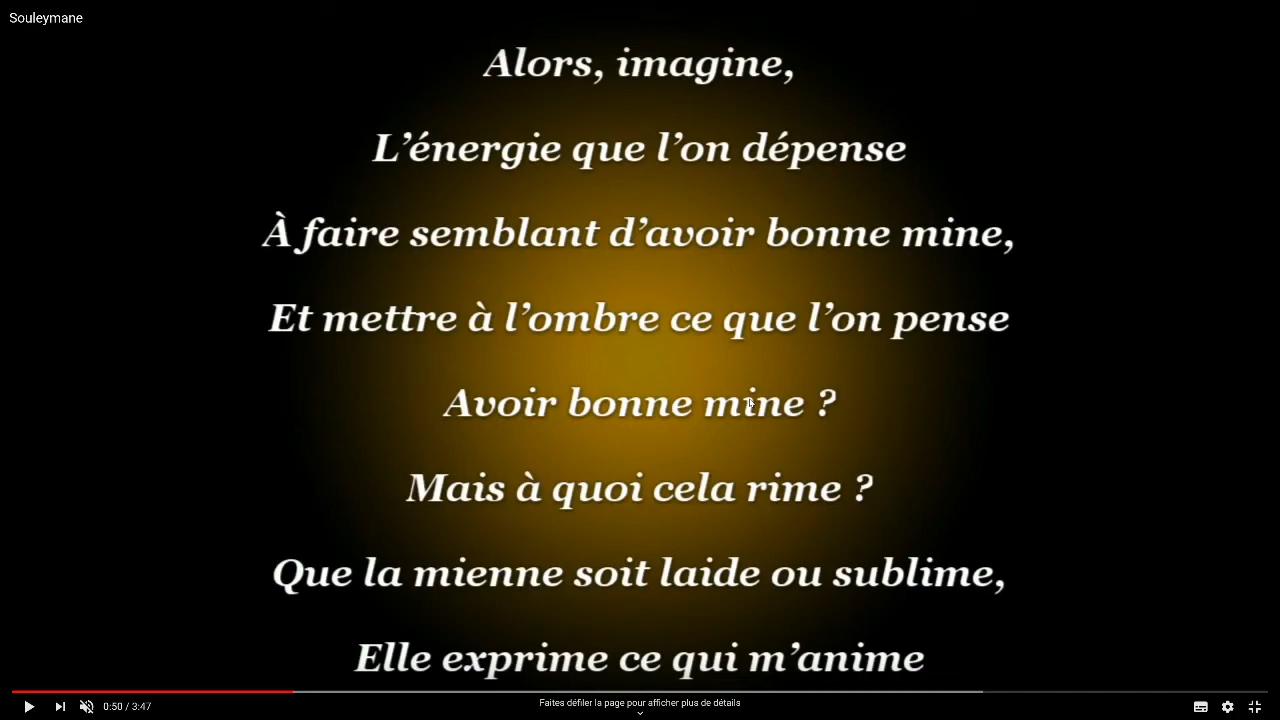 Souleymane
Alors, imagine,
L’énergie que l’on dépense
À faire semblant d’avoir bonne mine,
Et mettre à l’ombre ce que l’on pense
Avoir bonne mine ?
Mais à quoi cela rime ?
Que la mienne soit laide ou sublime,
Elle exprime ce qui m’anime
0:50 / 3:47
Faites défiler la page pour afficher plus de détails